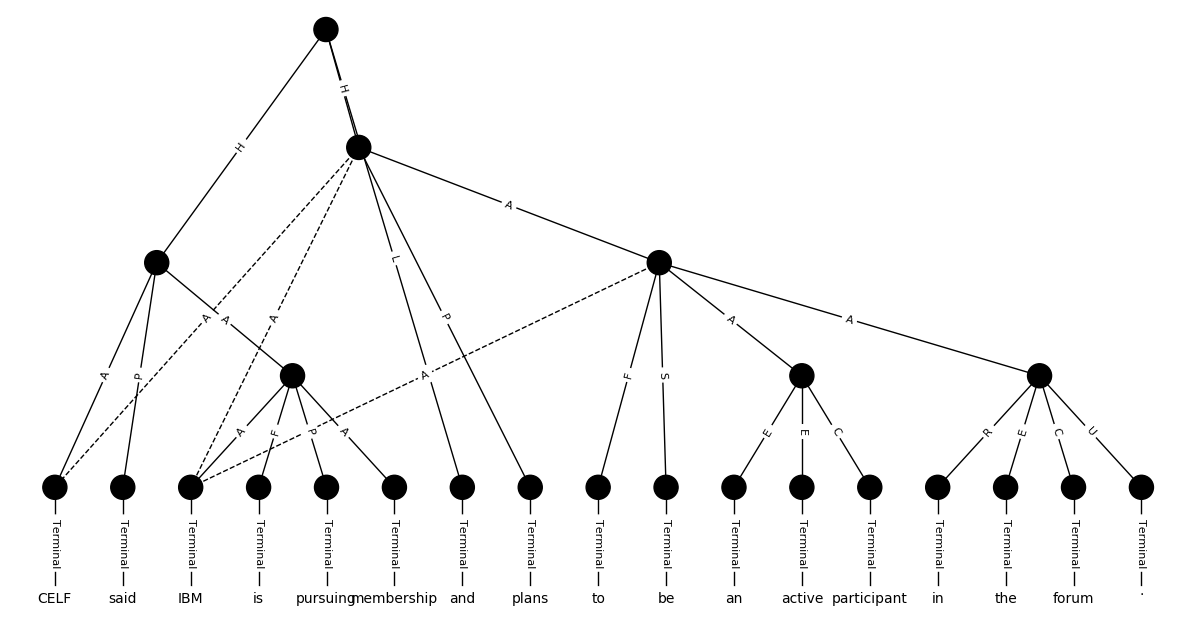 H
H
A
L
P
A
A
A
A
A
A
P
A
F
S
A
F
P
A
E
E
C
R
E
C
U
Terminal Terminal Terminal Terminal Terminal Terminal Terminal Terminal Terminal Terminal Terminal Terminal Terminal Terminal Terminal Terminal Terminal
CELF said IBM is pursuing membership and plans to be an active participant in the forum .